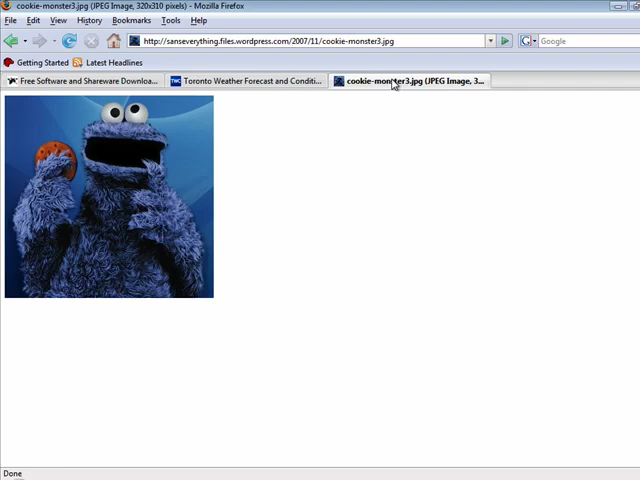 cookie-monster3.jpg (JPEG Image, 320x310 pixels) - Mozilla Firefox
File Edit View History Bookmarks Tools Help
http://sanseverything.files.wordpress.com/2007/11/cookie-monster3.jpg Google
Getting Started Latest Headlines
Free Software and Shareware Downloa... TWC Toronto Weather Forecast and Conditi... cookie-monster3.jpg (JPEG Image, 3...
Done